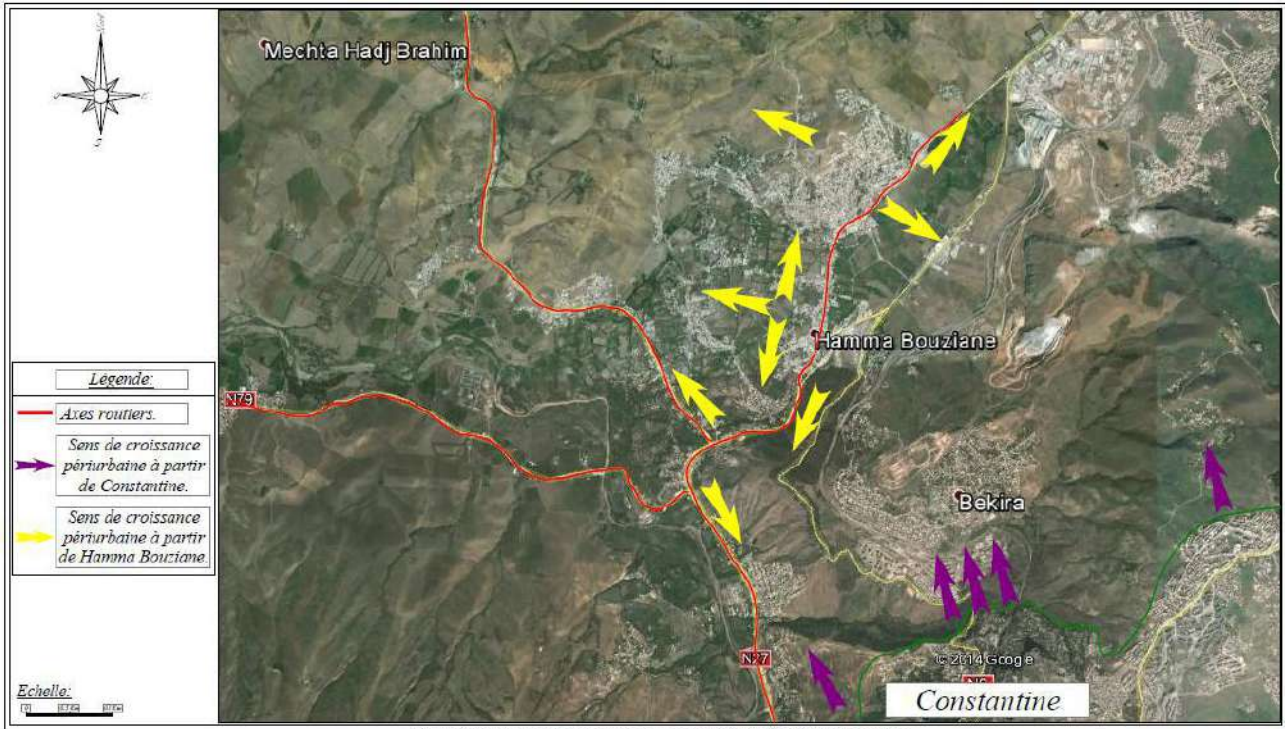 Mechta Hadj Brahim
Hamma Bouziane
Légende:
N79
Axes routiers.
Sens de croissance
périurbaine à partir
de Constantine.
Bekira
Sens de croissance
périurbaine à partir
de Hamma Bouziane.
N27
© 2014 Google
Constantine
Echelle:
0